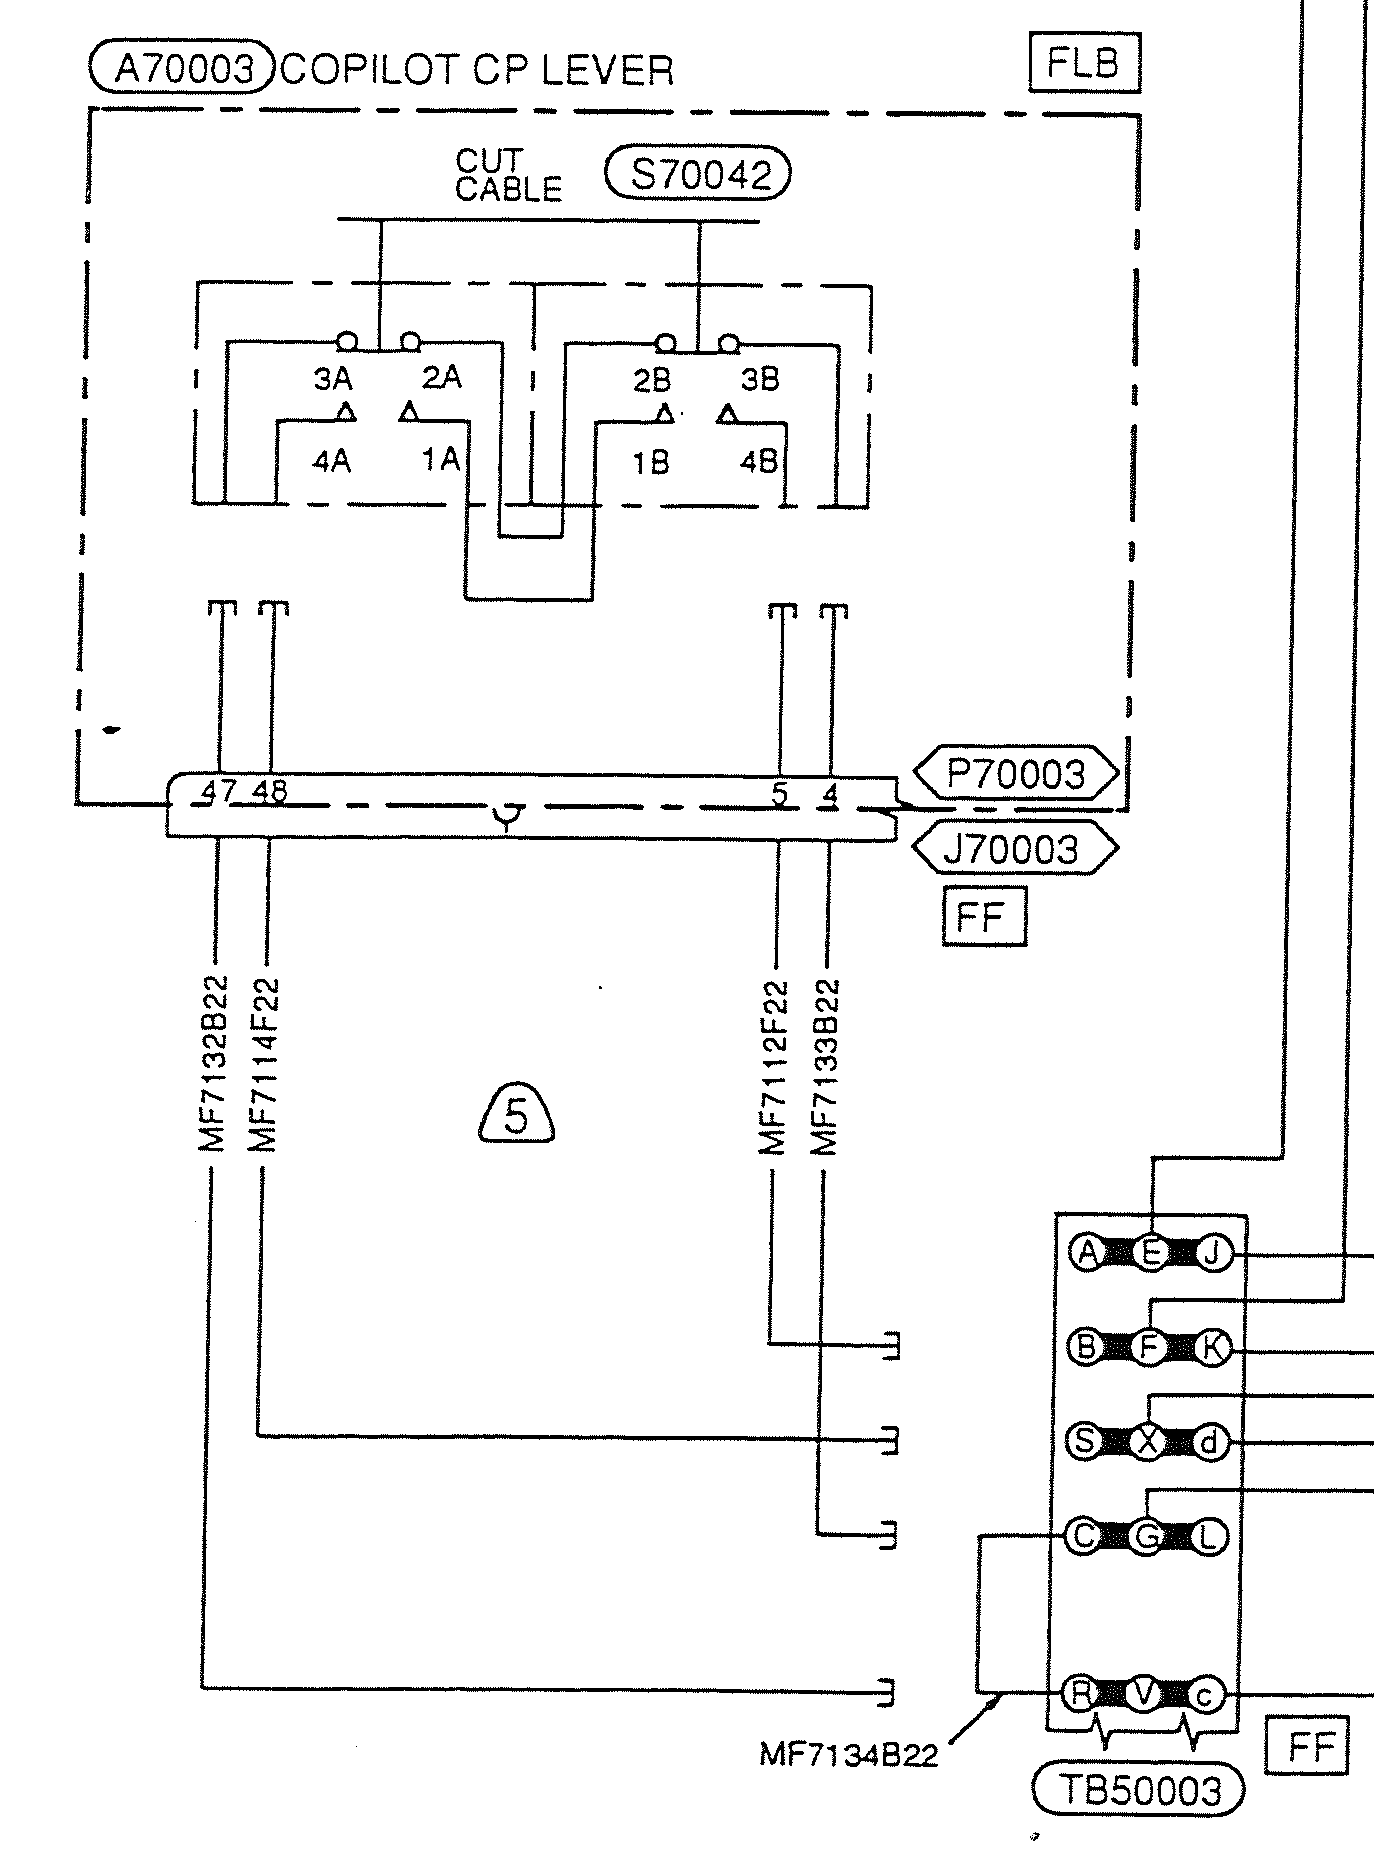 A70003 COPILOT CP LEVER
FLB
CUT
CABLE
S70042
3A 2A 2B 3B
4A 1A 1B 4B
47 48 5 4
P70003
J70003
FF
MF7132B22
MF7114F22
MF7112F22
MF7133B22
5
A E J
B F K
S X d
C G L
R V c
MF7134B22
FF
TB50003